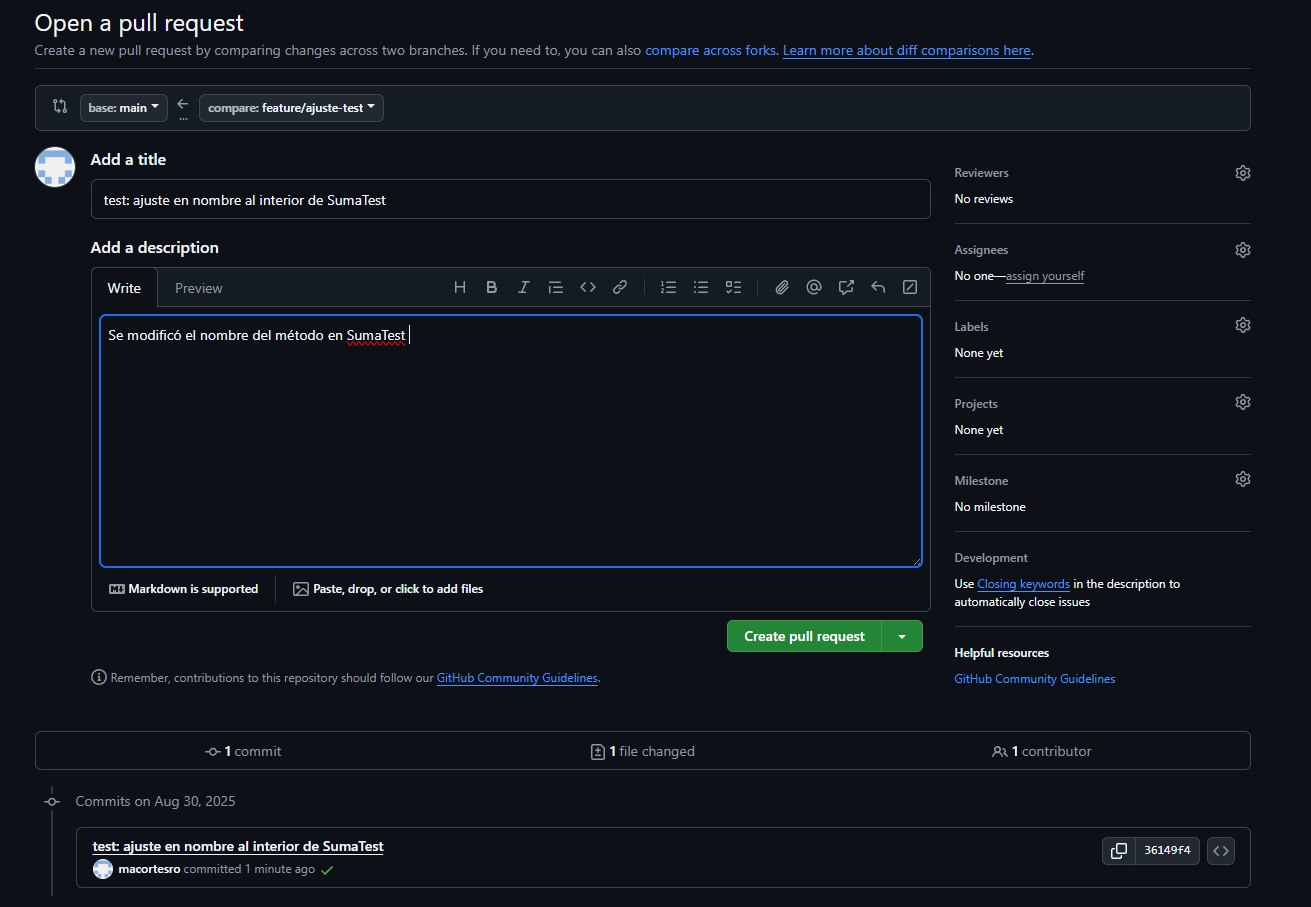 Open a pull request
Create a new pull request by comparing changes across two branches. If you need to, you can also compare across forks. Learn more about diff comparisons here.
base: main
...
compare: feature/ajuste-test
Add a title
test: ajuste en nombre al interior de SumaTest
Add a description
Write
Preview
Se modificó el nombre del método en SumaTest
Markdown is supported
Paste, drop, or click to add files
Create pull request
Remember, contributions to this repository should follow our GitHub Community Guidelines.
Reviewers
No reviews
Assignees
No one—assign yourself
Labels
None yet
Projects
None yet
Milestone
No milestone
Development
Use Closing keywords in the description to
automatically close issues
Helpful resources
GitHub Community Guidelines
1 commit
1 file changed
1 contributor
Commits on Aug 30, 2025
test: ajuste en nombre al interior de SumaTest
macortesro committed 1 minute ago
36149f4